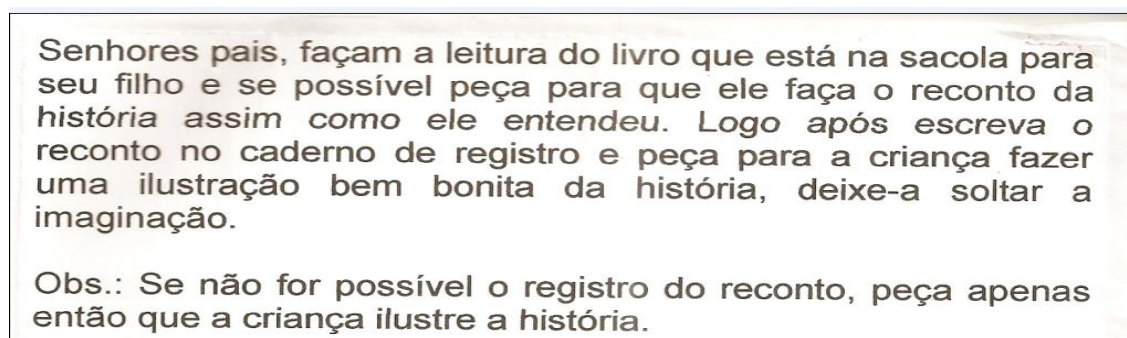 Senhores pais, façam a leitura do livro que está na sacola para
seu filho e se possível peça para que ele faça o reconto da
história assim como ele entendeu. Logo após escreva o
reconto no caderno de registro e peça para a criança fazer
uma ilustração bem bonita da história, deixe-a soltar a
imaginação.
Obs.: Se não for possível o registro do reconto, peça apenas
então que a criança ilustre a história.